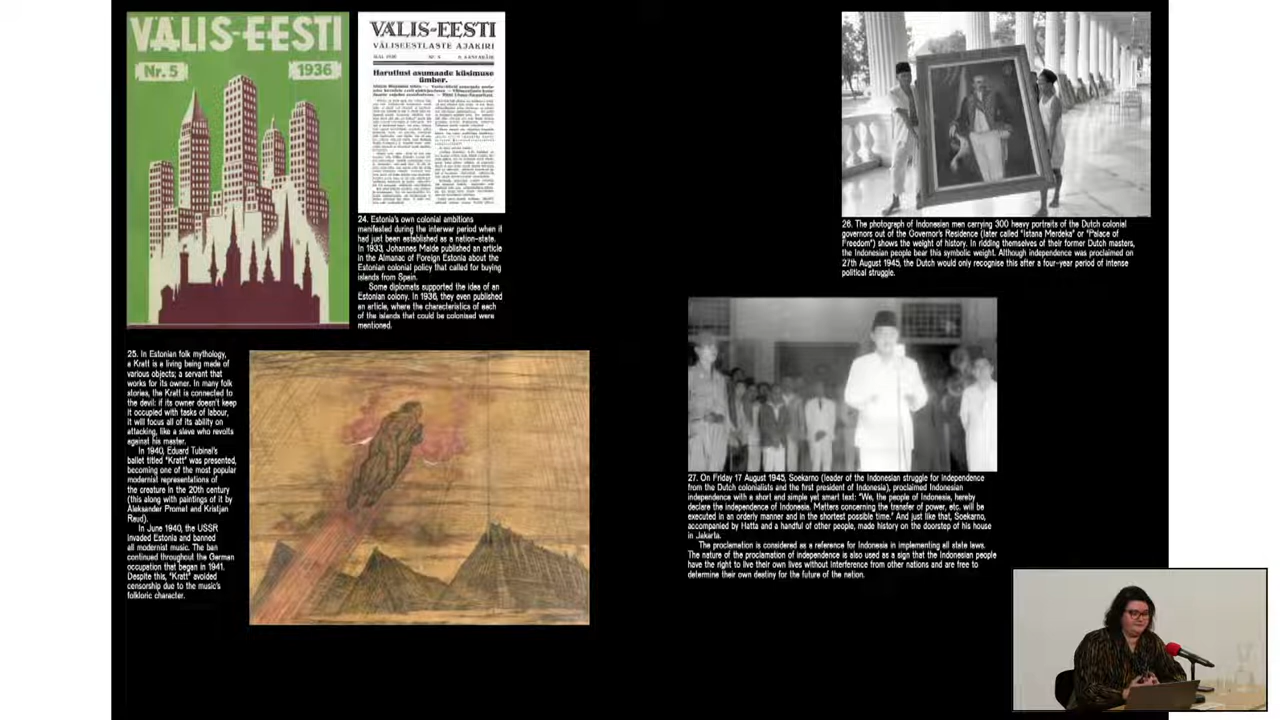 VÄLIS-EESTI
Nr. 5
1936
VÄLIS-EESTI
VÄLISEESTLASTE AJAKIRI
Harutlusi asumaade küsimuse
ümber.
24. Estonia's own colonial ambitions
manifested during the interwar period when it
had just been established as a nation-state.
In 1933, Johannes Maide published an article
in the Almanac of Foreign Estonia about the
Estonian colonial policy that called for buying
islands from Spain.
Some diplomats supported the idea of an
Estonian colony. In 1936, they even published
an article, where the characteristics of each
of the islands that could be colonised were
mentioned.
25. In Estonian folk mythology,
a Kratt is a living being made of
various objects; a servant that
works for its owner. In many folk
stories, the Kratt is connected to
the devil: if its owner doesn't keep
it occupied with tasks of labour,
it will focus all of its ability on
attacking, like a slave who revolts
against his master.
In 1940, Eduard Tubinal's
ballet titled "Kratt" was presented,
becoming one of the most popular
modernist representations of
the creature in the 20th century
(this along with paintings of it by
Aleksander Promet and Kristjan
Raud).
In June 1940, the USSR
invaded Estonia and banned
all modernist music. The ban
continued throughout the German
occupation that began in 1941.
Despite this, "Kratt" avoided
censorship due to the music's
folkloric character.
26. The photograph of Indonesian men carrying 300 heavy portraits of the Dutch colonial
governors out of the Governor's Residence (later called "Istana Merdeka" or "Palace of
Freedom") shows the weight of history. In ridding themselves of their former Dutch masters,
the Indonesian people bear this symbolic weight. Although independence was proclaimed on
27th August 1945, the Dutch would only recognise this after a four-year period of intense
political struggle.
27. On Friday 17 August 1945, Soekarno (leader of the Indonesian struggle for independence
from the Dutch colonialists and the first president of Indonesia), proclaimed Indonesian
independence with a short and simple yet smart text: "We, the people of Indonesia, hereby
declare the independence of Indonesia. Matters concerning the transfer of power, etc. will be
executed in an orderly manner and in the shortest possible time." And just like that, Soekarno,
accompanied by Hatta and a handful of other people, made history on the doorstep of his house
in Jakarta.
The proclamation is considered as a reference for Indonesia in implementing all state laws.
The nature of the proclamation of independence is also used as a sign that the Indonesian people
have the right to live their own lives without interference from other nations and are free to
determine their own destiny for the future of the nation.